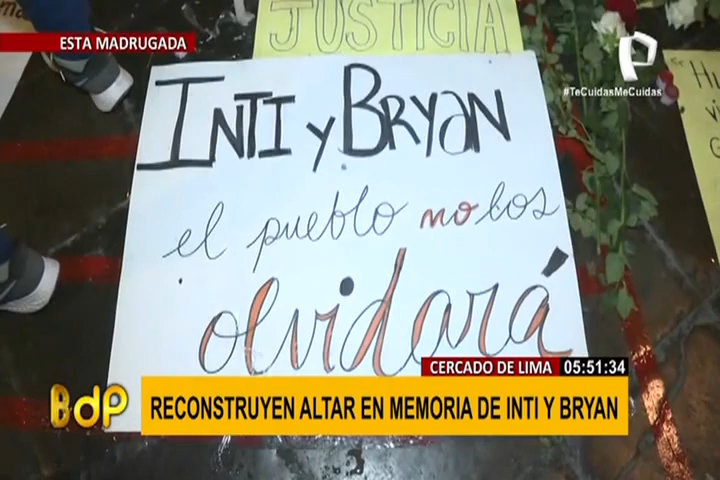 ESTA MADRUGADA
JUSTICIA
#TeCuidasMeCuidas
INTI y BRYAN
el pueblo no los
olvidará
CERCADO DE LIMA 05:51:34
BdP
RECONSTRUYEN ALTAR EN MEMORIA DE INTI Y BRYAN